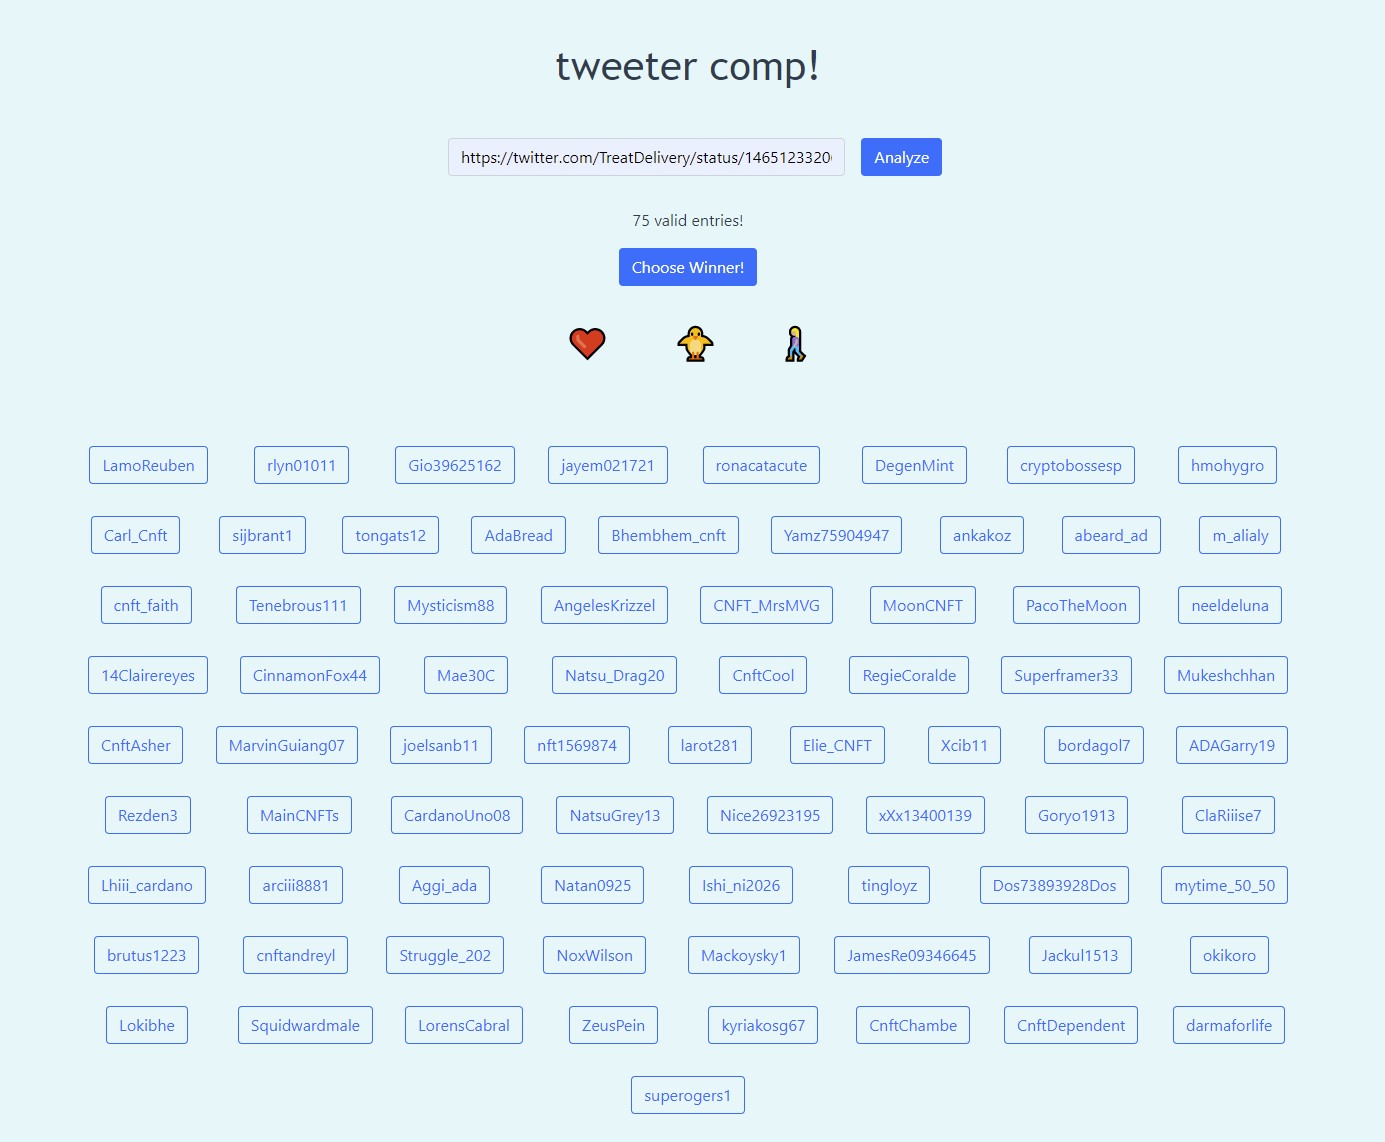 tweeter comp!
https://twitter.com/TreatDelivery/status/146512332 Analyze
75 valid entries!
Choose Winner!
LamoReuben rlyn01011 Gio39625162 jayem021721 ronacatacute DegenMint cryptobossesp hmohygro
Carl_Cnft sijbrant1 tongats12 AdaBread Bhembhem_cnft Yamz75904947 ankakoz abeard_ad m_alialy
cnft_faith Tenebrous111 Mysticism88 AngelesKrizzel CNFT_MrsMVG MoonCNFT PacoTheMoon neeldeluna
14Clairereyes CinnamonFox44 Mae30C Natsu_Drag20 CnftCool RegieCoralde Superframer33 Mukeshchhan
CnftAsher MarvinGuiang07 joelsanb11 nft1569874 larot281 Elie_CNFT Xcib11 bordagol7 ADAGarry19
Rezden3 MainCNFTs CardanoUno08 NatsuGrey13 Nice26923195 xXx13400139 Goryo1913 ClaRiiise7
Lhiii_cardano arciii8881 Aggi_ada Natan0925 Ishi_ni2026 tingloyz Dos73893928Dos mytime_50_50
brutus1223 cnftandreyl Struggle_202 NoxWilson Mackoysky1 JamesRe09346645 Jackul1513 okikoro
Lokibhe Squidwardmale LorensCabral ZeusPein kyriakosg67 CnftChambe CnftDependent darmaforlife
superogers1